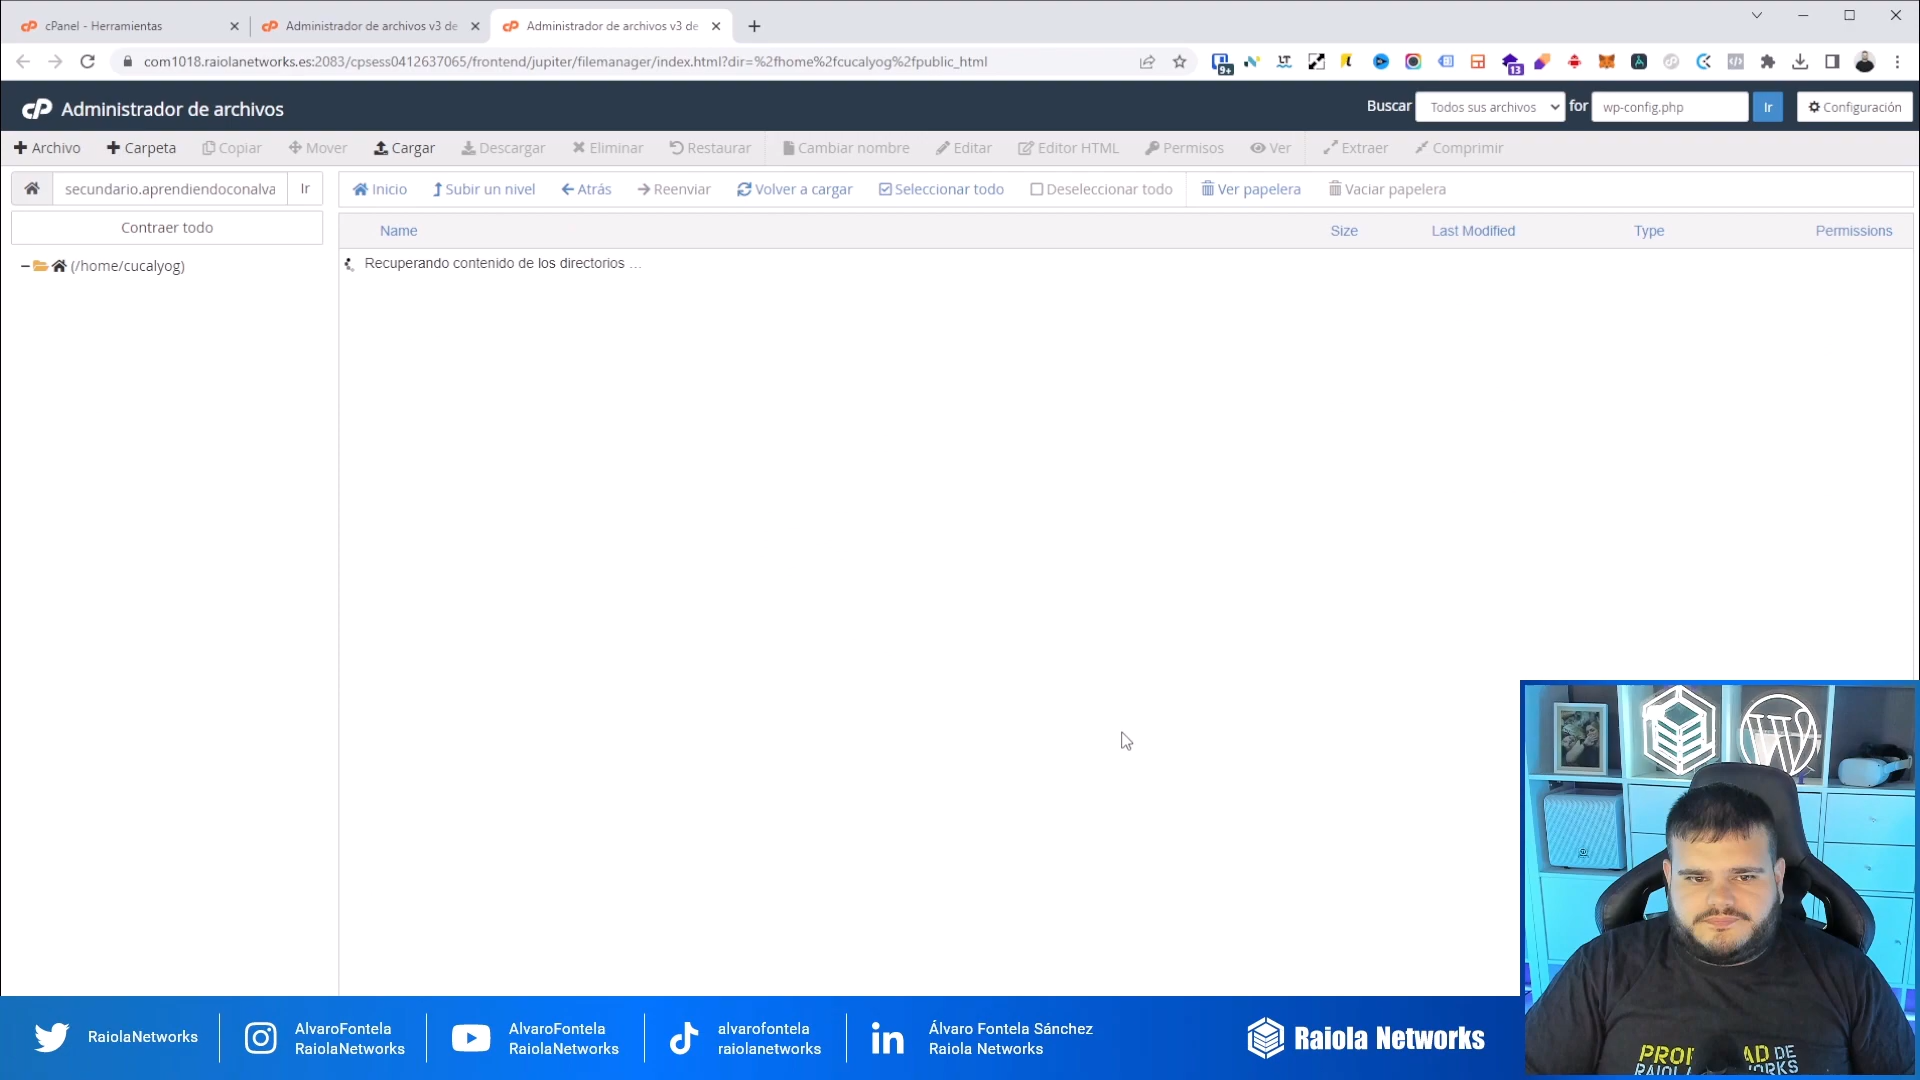 cPanel - Herramientas
Administrador de archivos v3 de
Administrador de archivos v3 de
com1018.raiolanetworks.es:2083/cpsess0412637065/frontend/jupiter/filemanager/index.html?dir=%2fhome%2fcucalyog%2fpublic_html
9+
13
cP Administrador de archivos
Buscar
Todos sus archivos
for
wp-config.php
Ir
Configuración
Archivo
Carpeta
Copiar
Mover
Cargar
Descargar
Eliminar
Restaurar
Cambiar nombre
Editar
Editor HTML
Permisos
Ver
Extraer
Comprimir
secundario.aprendiendoconalva
Ir
Inicio
Subir un nivel
Atrás
Reenviar
Volver a cargar
Seleccionar todo
Deseleccionar todo
Ver papelera
Vaciar papelera
Contraer todo
Name
Size
Last Modified
Type
Permissions
(/home/cucalyog)
Recuperando contenido de los directorios ...
RaiolaNetworks
AlvaroFontela
RaiolaNetworks
AlvaroFontela
RaiolaNetworks
alvarofontela
raiolanetworks
in
Álvaro Fontela Sánchez
Raiola Networks
Raiola Networks